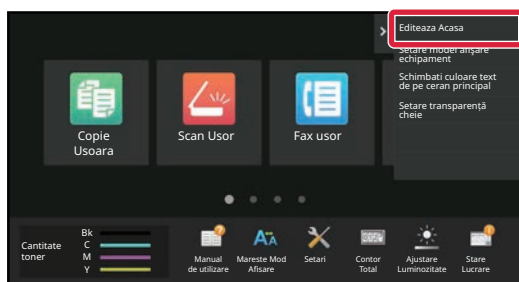 Editeaza Acasa
Setare model afişare
echipament
Schimbati culoare text
de pe ceran principal
Setare transparență
cheie
Copie
Usoara
Scan Usor
Fax usor
Cantitate
toner
Bk
C
M
Y
Manual
de utilizare
Mareste Mod
Afisare
Setari
Contor
Total
Ajustare
Luminozitate
Stare
Lucrare